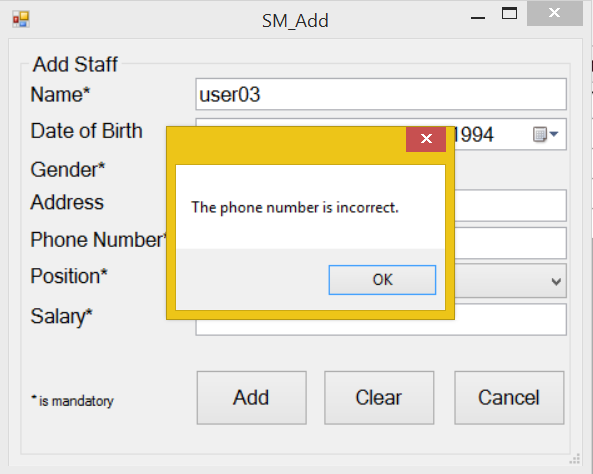 SM_Add
Add Staff
Name* user03
Date of Birth 1994
Gender*
Address
The phone number is incorrect.
Phone Number*
Position* OK
Salary*
* is mandatory Add Clear Cancel